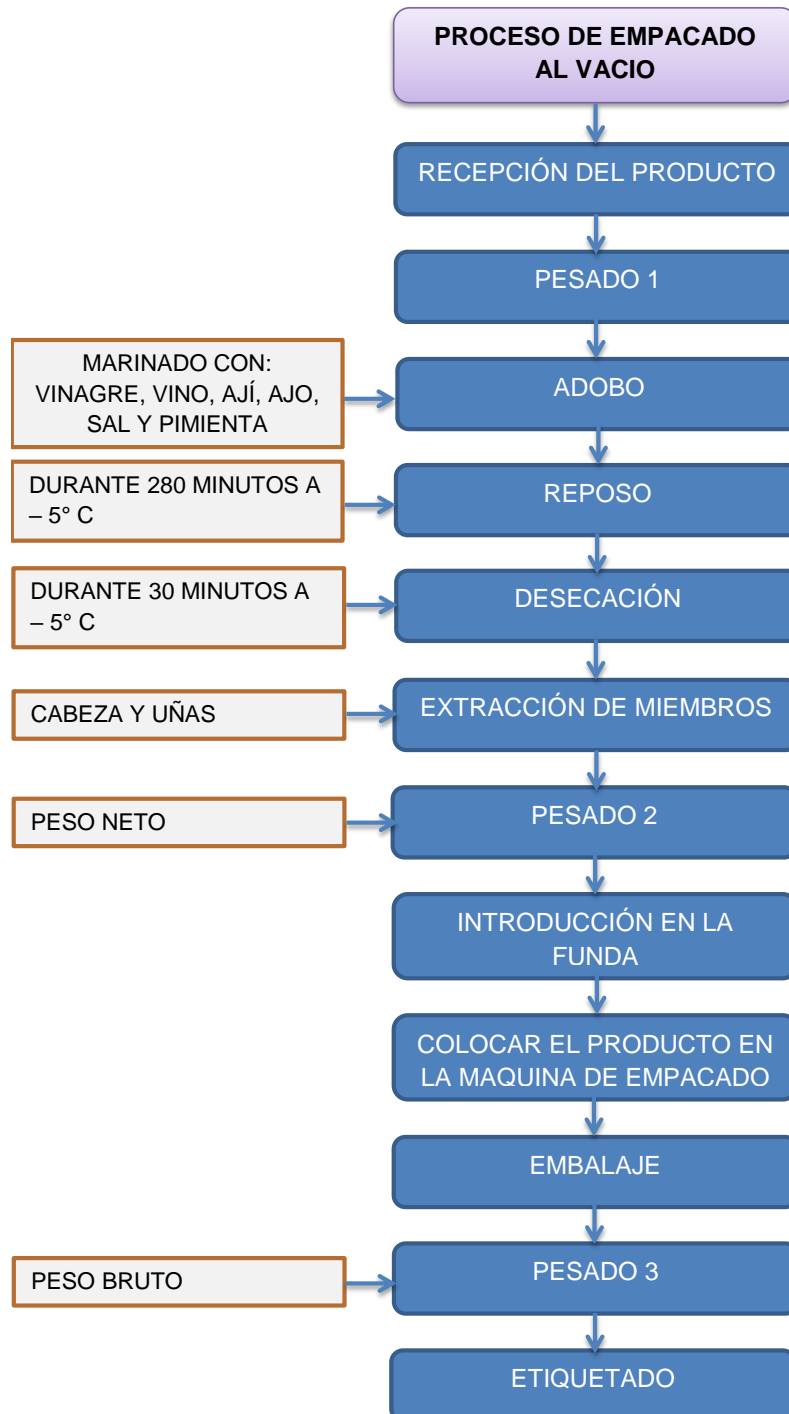 PROCESO DE EMPACADO
AL VACIO
RECEPCIÓN DEL PRODUCTO
PESADO 1
MARINADO CON:
VINAGRE, VINO, AJÍ, AJO,
SAL Y PIMIENTA
ADOBO
DURANTE 280 MINUTOS A
– 5° C
REPOSO
DURANTE 30 MINUTOS A
– 5° C
DESECACIÓN
CABEZA Y UÑAS
EXTRACCIÓN DE MIEMBROS
PESO NETO
PESADO 2
INTRODUCCIÓN EN LA
FUNDA
COLOCAR EL PRODUCTO EN
LA MAQUINA DE EMPACADO
EMBALAJE
PESO BRUTO
PESADO 3
ETIQUETADO